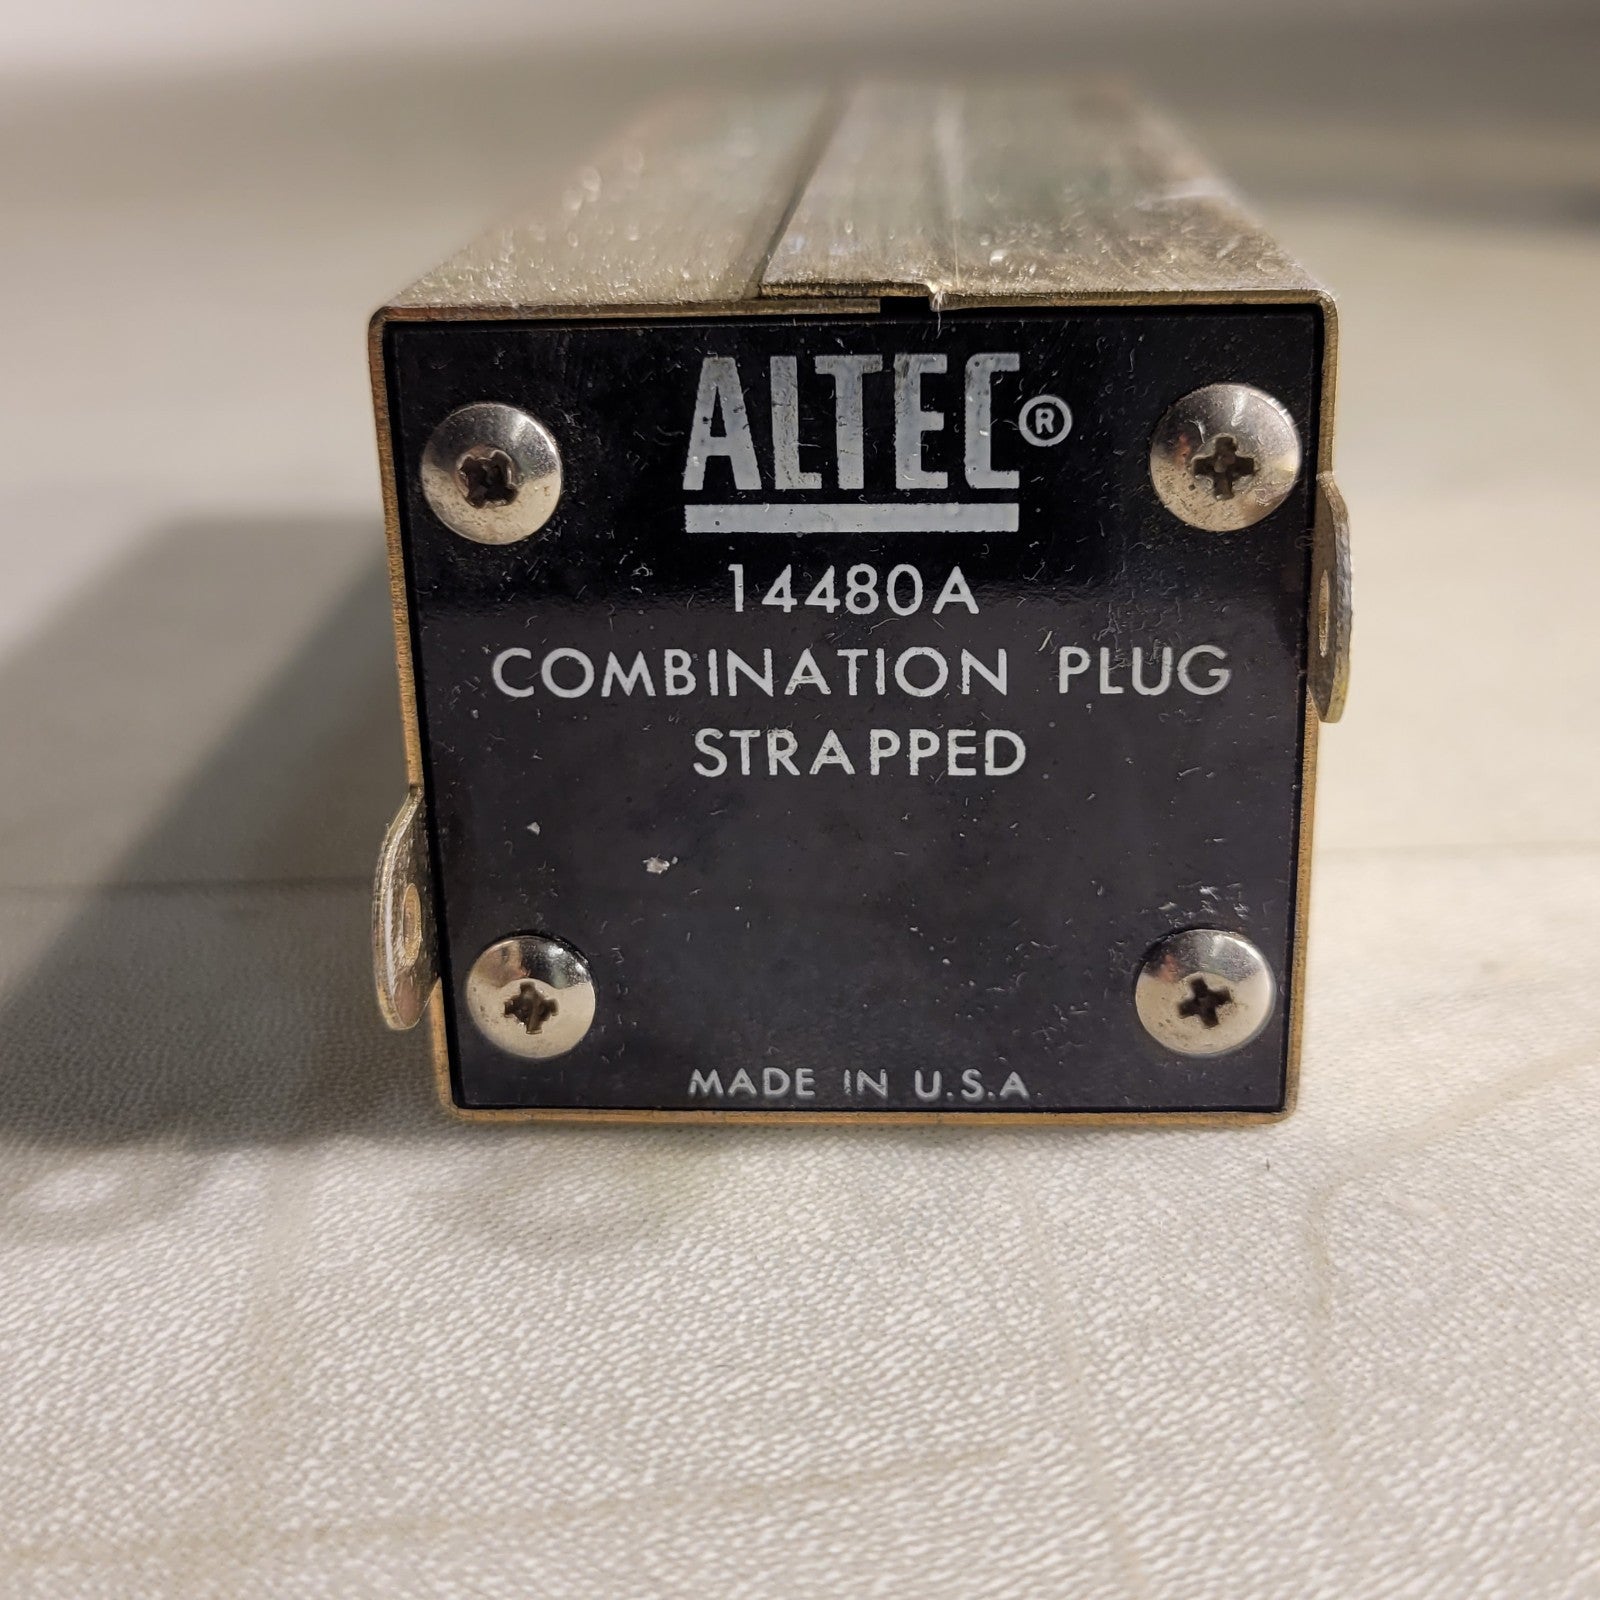 ALTEC®
14480A
COMBINATION PLUG
STRAPPED
MADE IN U.S.A.